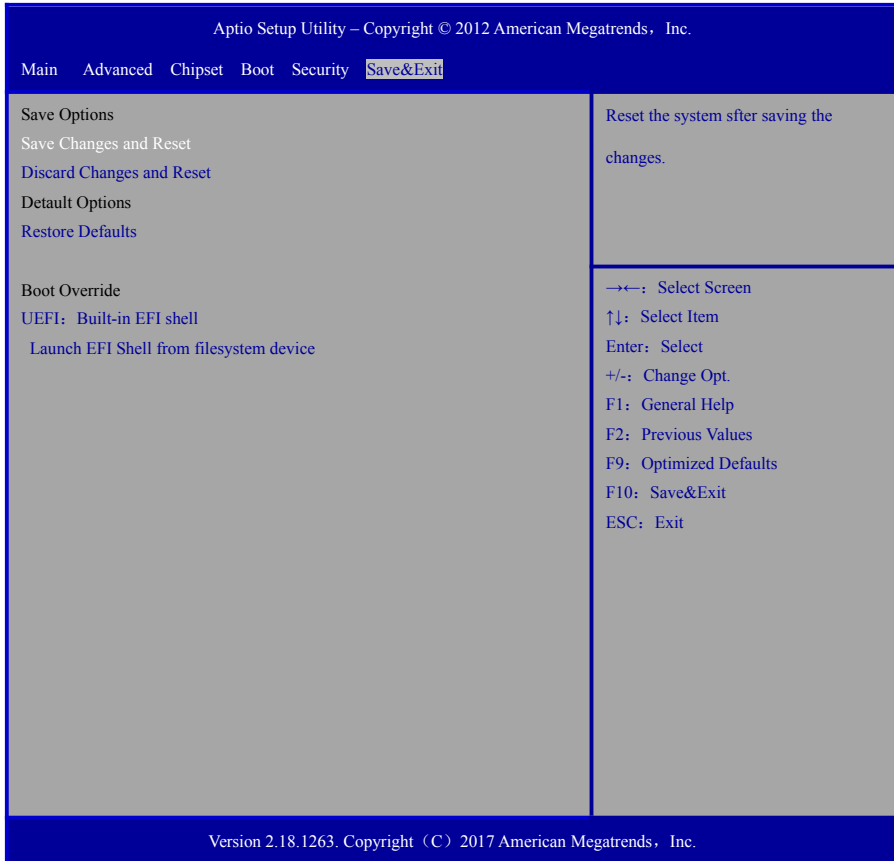 Aptio Setup Utility – Copyright © 2012 American Megatrends，Inc.
Main Advanced Chipset Boot Security Save&Exit
Save Options
Save Changes and Reset
Discard Changes and Reset
Detault Options
Restore Defaults
Boot Override
UEFI：Built-in EFI shell
Launch EFI Shell from filesystem device
Reset the system sfter saving the
changes.
→←：Select Screen
↑↓：Select Item
Enter：Select
+/-：Change Opt.
F1：General Help
F2：Previous Values
F9：Optimized Defaults
F10：Save&Exit
ESC：Exit
Version 2.18.1263. Copyright（C）2017 American Megatrends，Inc.